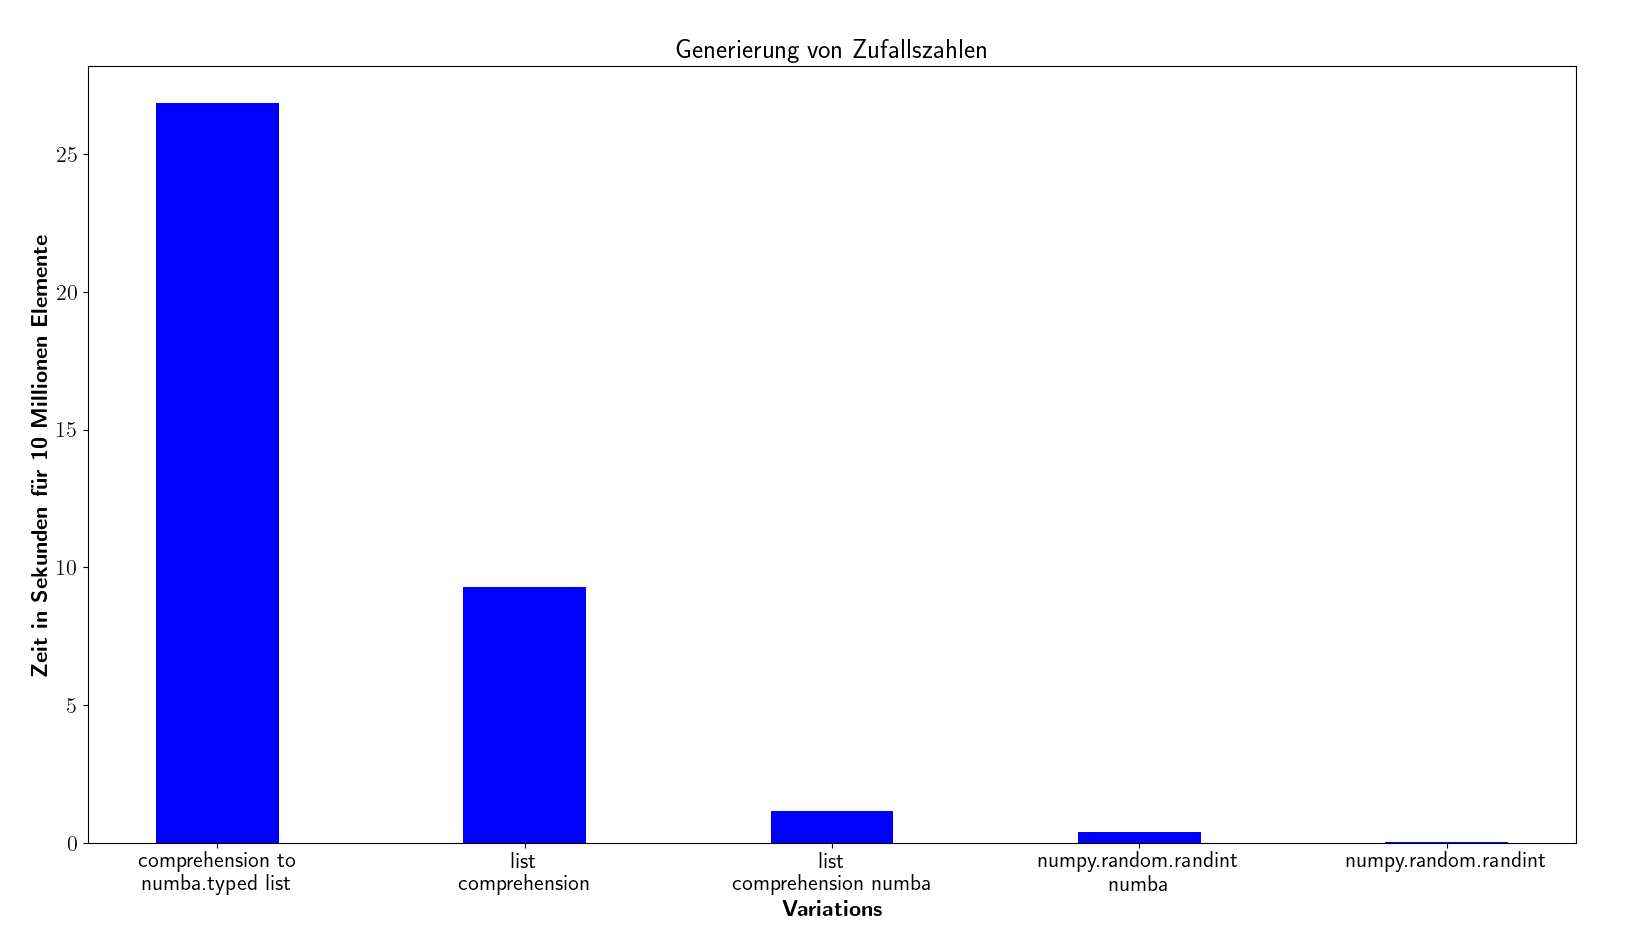 Generierung von Zufallszahlen
Zeit in Sekunden für 10 Millionen Elemente
25
20
15
10
5
0
comprehension to
numba.typed list
list
comprehension
list
comprehension numba
numpy.random.randint
numba
numpy.random.randint
Variations